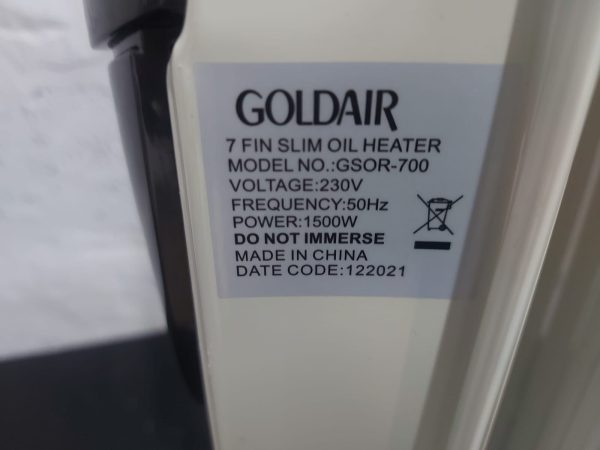 GOLDAIR
7 FIN SLIM OIL HEATER
MODEL NO.:GSOR-700
VOLTAGE:230V
FREQUENCY:50Hz
POWER:1500W
DO NOT IMMERSE
MADE IN CHINA
DATE CODE:122021